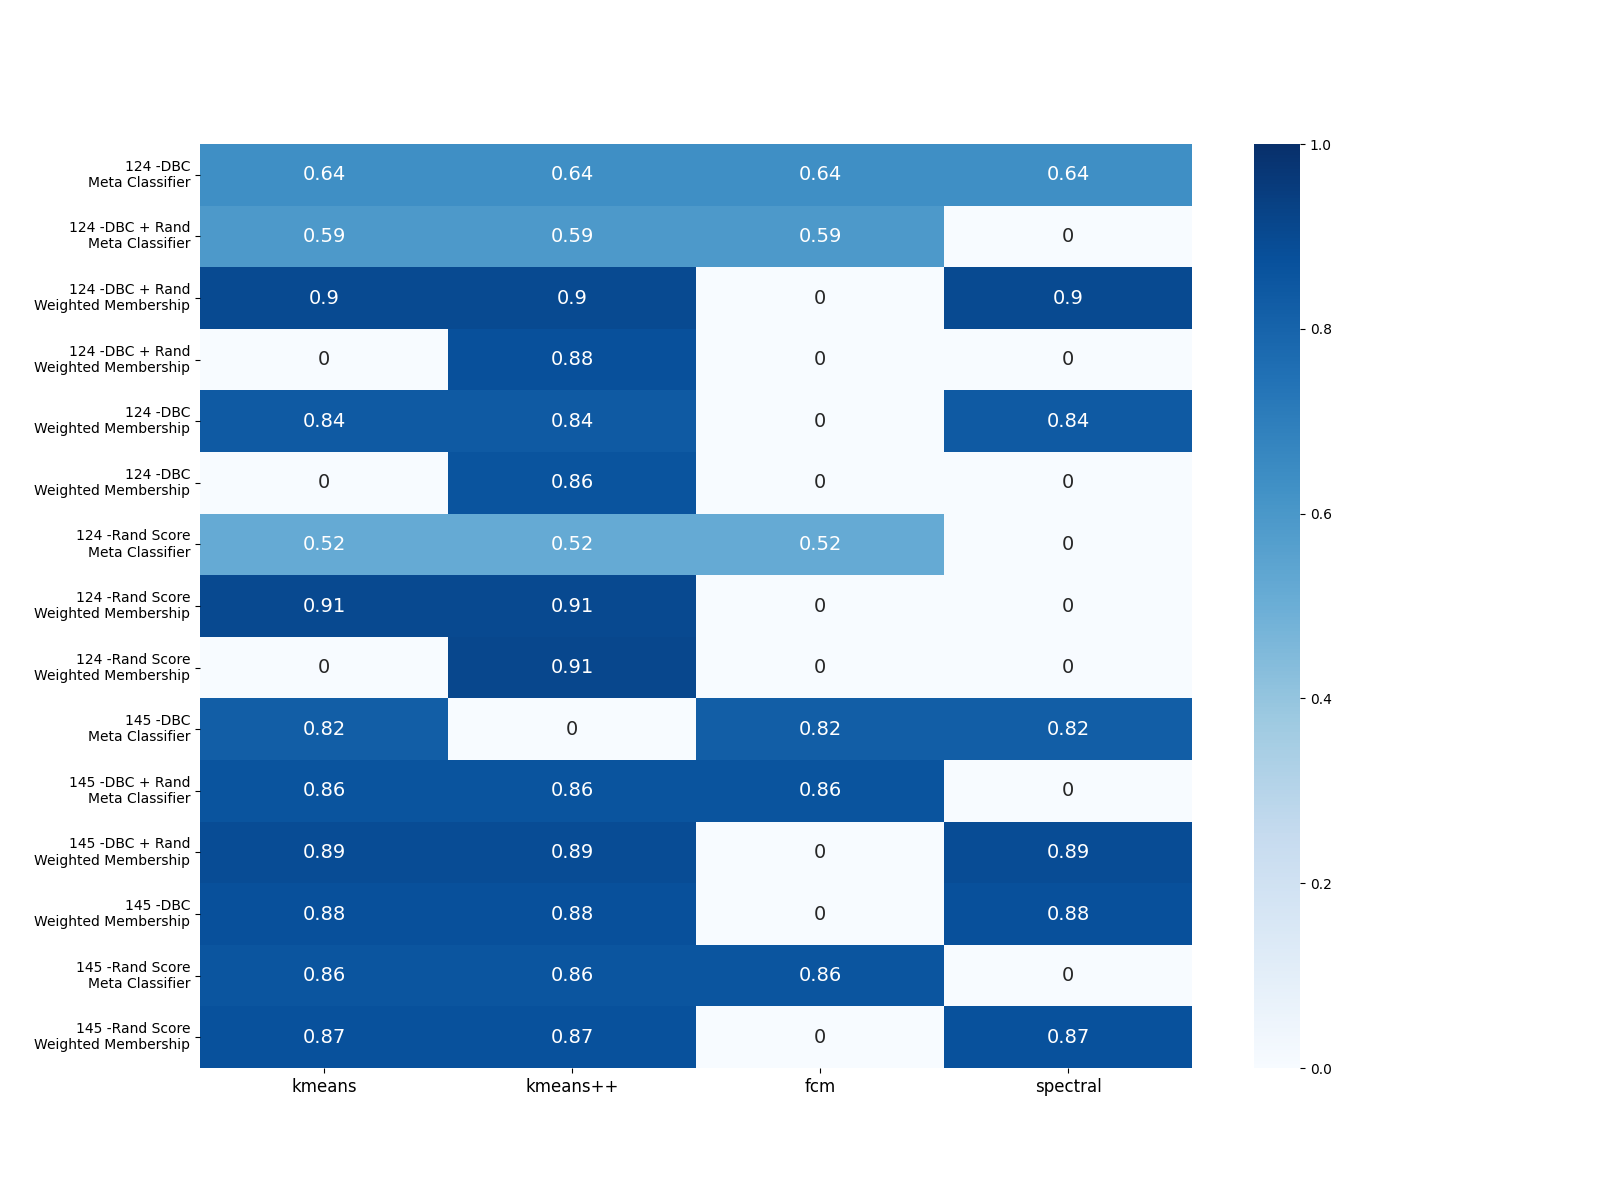 124 -DBC
Meta Classifier
0.64 0.64 0.64 0.64
124 -DBC + Rand
Meta Classifier
0.59 0.59 0.59 0
124 -DBC + Rand
Weighted Membership
0.9 0.9 0 0.9
124 -DBC + Rand
Weighted Membership
0 0.88 0 0
124 -DBC
Weighted Membership
0.84 0.84 0 0.84
124 -DBC
Weighted Membership
0 0.86 0 0
124 -Rand Score
Meta Classifier
0.52 0.52 0.52 0
124 -Rand Score
Weighted Membership
0.91 0.91 0 0
124 -Rand Score
Weighted Membership
0 0.91 0 0
145 -DBC
Meta Classifier
0.82 0 0.82 0.82
145 -DBC + Rand
Meta Classifier
0.86 0.86 0.86 0
145 -DBC + Rand
Weighted Membership
0.89 0.89 0 0.89
145 -DBC
Weighted Membership
0.88 0.88 0 0.88
145 -Rand Score
Meta Classifier
0.86 0.86 0.86 0
145 -Rand Score
Weighted Membership
0.87 0.87 0 0.87
kmeans kmeans++ fcm spectral
1.0
0.8
0.6
0.4
0.2
0.0